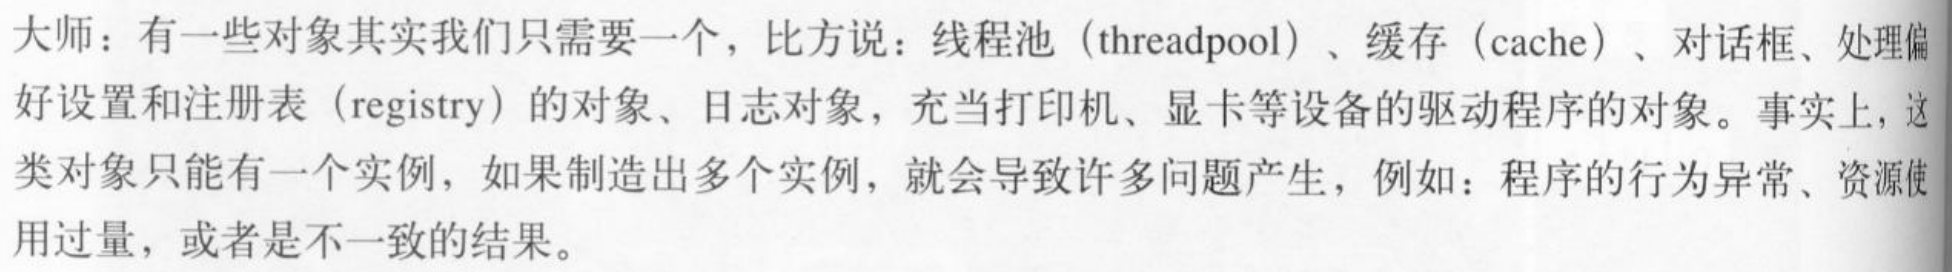 大师：有一些对象其实我们只需要一个，比方说：线程池（threadpool）、缓存（cache）、对话框、处理偏
好设置和注册表（registry）的对象、日志对象，充当打印机、显卡等设备的驱动程序的对象。事实上，这
类对象只能有一个实例，如果制造出多个实例，就会导致许多问题产生，例如：程序的行为异常、资源使
用过量，或者是不一致的结果。